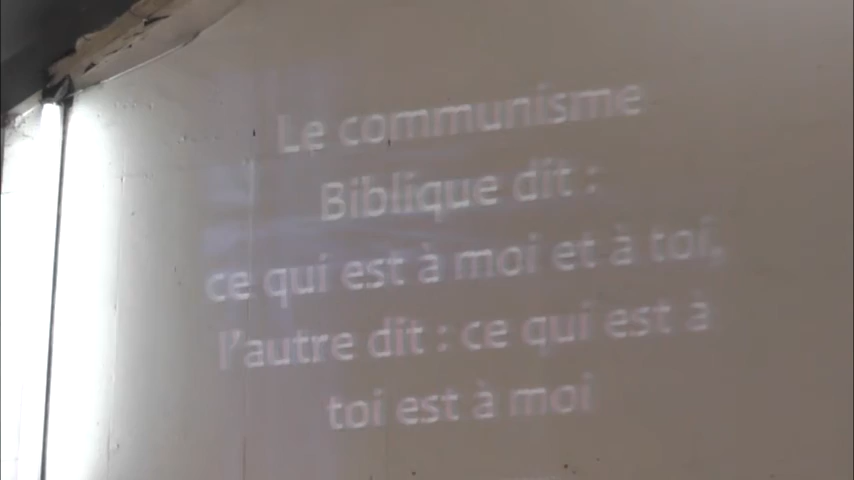 Le communisme
Biblique dit :
ce qui est à moi et à toi,
l'autre dit : ce qui est à
toi est à moi